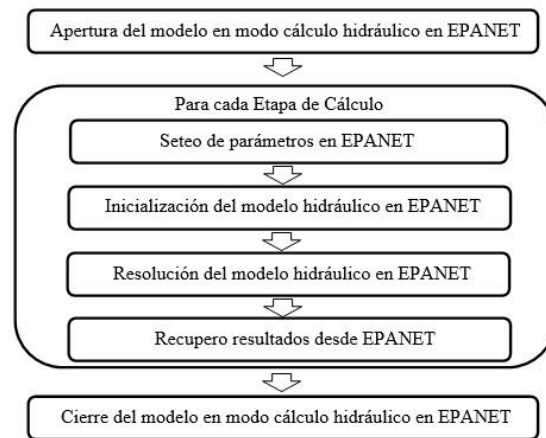 Apertura del modelo en modo cálculo hidráulico en EPANET
Para cada Etapa de Cálculo
Seteo de parámetros en EPANET
Inicialización del modelo hidráulico en EPANET
Resolución del modelo hidráulico en EPANET
Recupero resultados desde EPANET
Cierre del modelo en modo cálculo hidráulico en EPANET